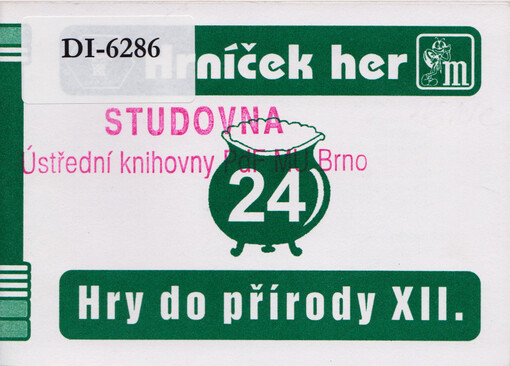 DI-6286
Hrníček her
m
STUDOVNA
Ústřední knihovny PdF MU Brno
24
Hry do přírody XII.